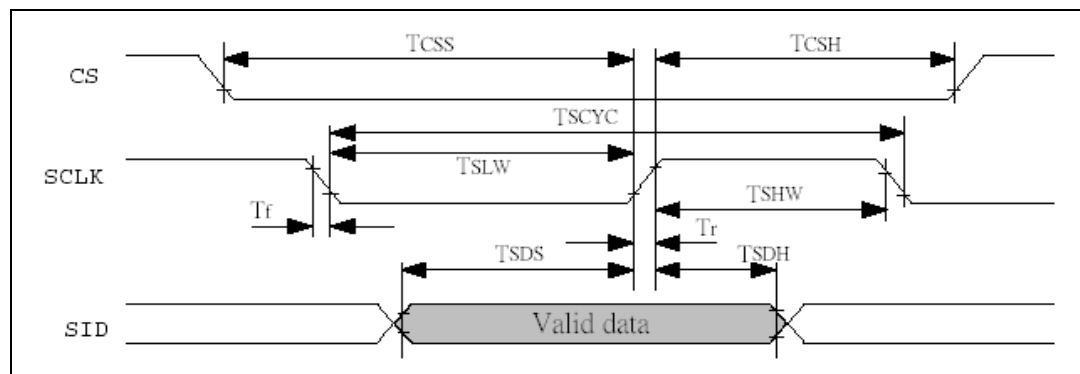 TCSS TCSH
CS
TSCYC
TSLW
SCLK
TSHW
Tf Tr
TSDS TSDH
Valid data
SID